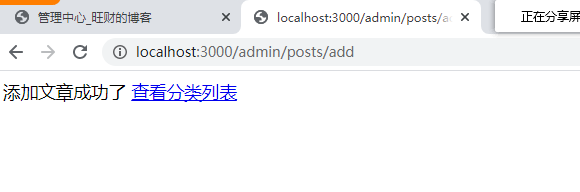 管理中心_旺财的博客
localhost:3000/admin/posts/a
正在分享屏
localhost:3000/admin/posts/add
添加文章成功了 查看分类列表